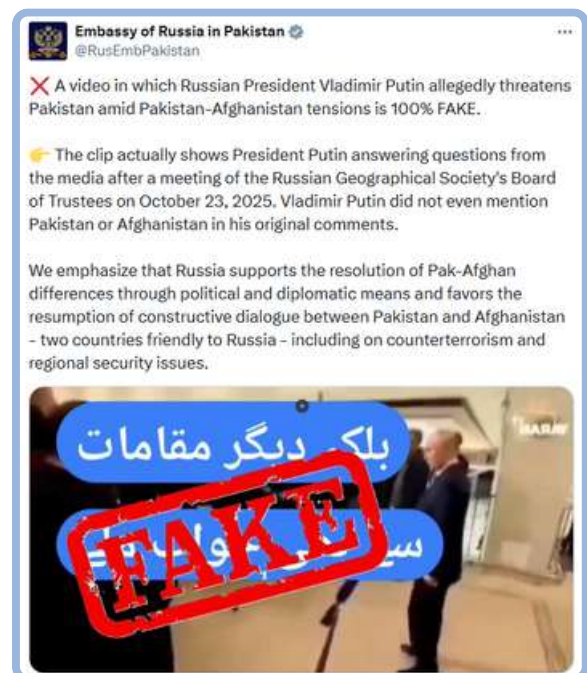 Embassy of Russia in Pakistan
@RusEmbPakistan
❌ A video in which Russian President Vladimir Putin allegedly threatens
Pakistan amid Pakistan-Afghanistan tensions is 100% FAKE.
👉 The clip actually shows President Putin answering questions from
the media after a meeting of the Russian Geographical Society's Board
of Trustees on October 23, 2025. Vladimir Putin did not even mention
Pakistan or Afghanistan in his original comments.
We emphasize that Russia supports the resolution of Pak-Afghan
differences through political and diplomatic means and favors the
resumption of constructive dialogue between Pakistan and Afghanistan
- two countries friendly to Russia - including on counterterrorism and
regional security issues.
بلکہ دیگر مقامات
سے
FAKE